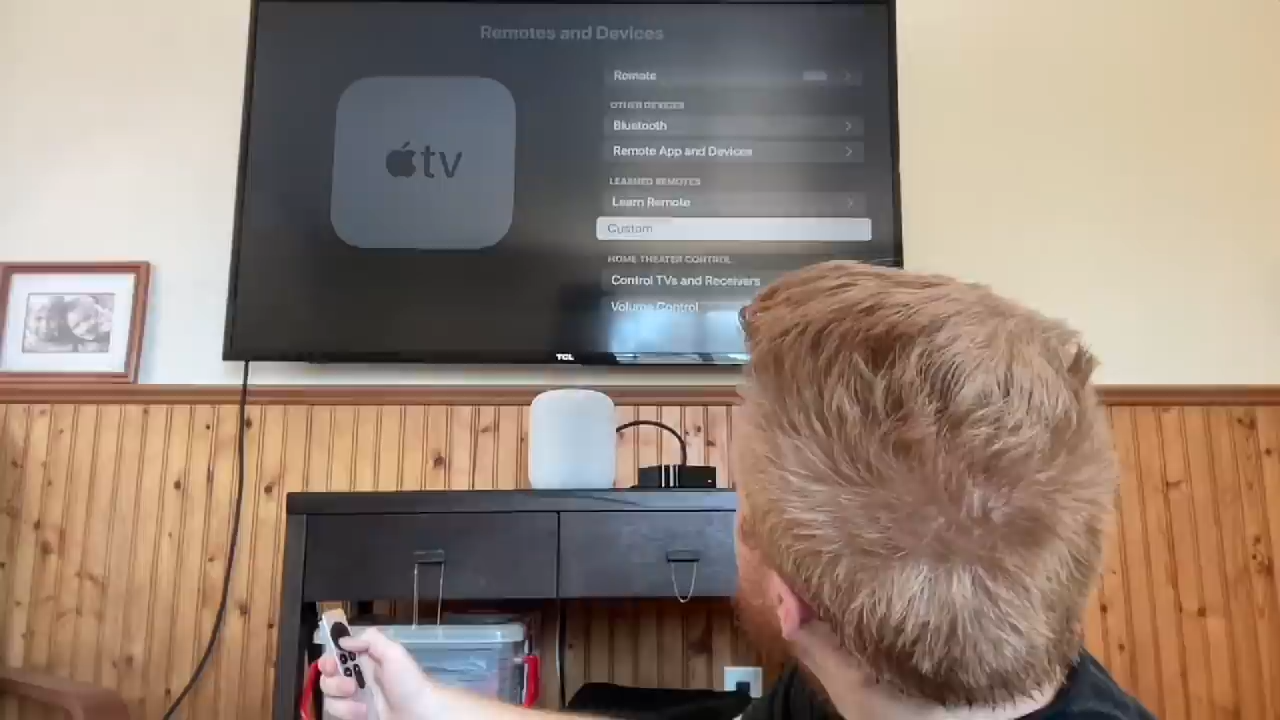 Remotes and Devices
tv
Remote
OTHER DEVICES
Bluetooth
Remote App and Devices
LEARNED REMOTES
Learn Remote
Custom
HOME THEATER CONTROL
Control TVs and Receivers
Volume Control
TCL